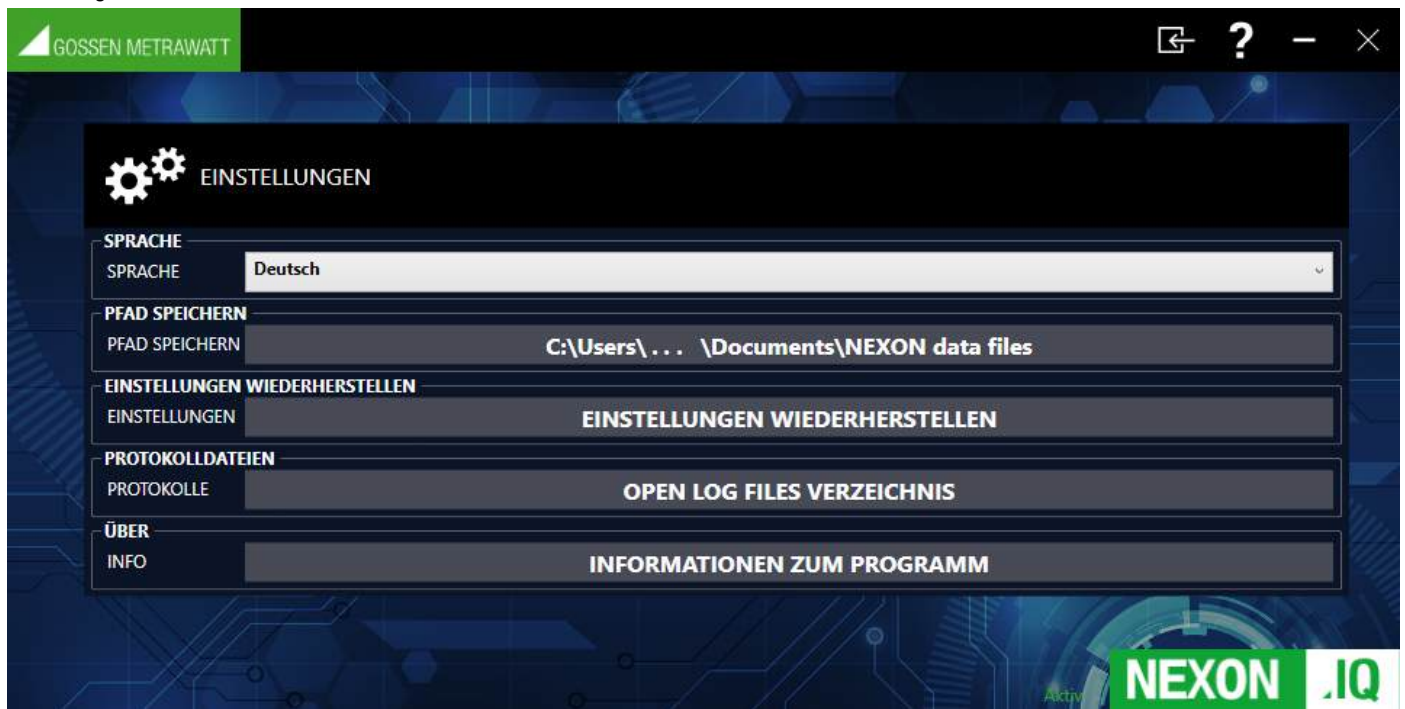 GOSSEN METRAWATT
?
EINSTELLUNGEN
SPRACHE
SPRACHE Deutsch
PFAD SPEICHERN
PFAD SPEICHERN C:\Users\... \Documents\NEXON data files
EINSTELLUNGEN WIEDERHERSTELLEN
EINSTELLUNGEN EINSTELLUNGEN WIEDERHERSTELLEN
PROTOKOLLDATEIEN
PROTOKOLLE OPEN LOG FILES VERZEICHNIS
ÜBER
INFO INFORMATIONEN ZUM PROGRAMM
Aktiv
NEXON .IQ